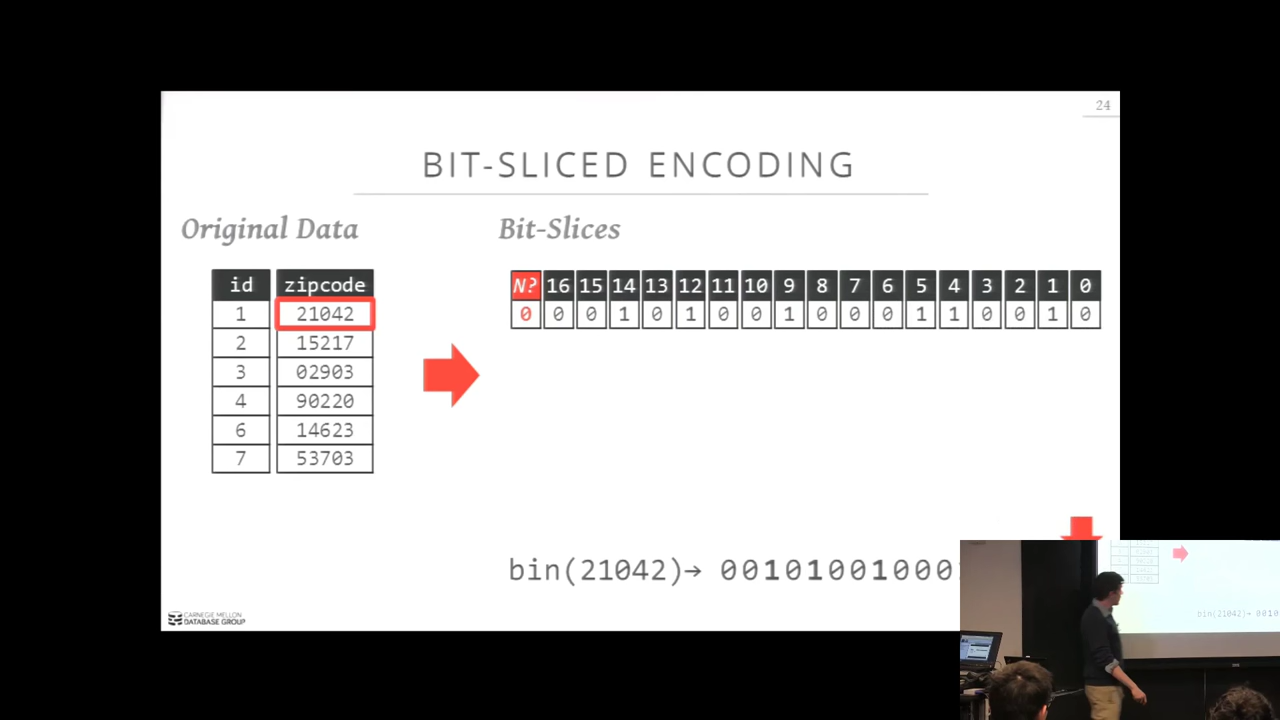 24
BIT-SLICED ENCODING
Original Data
Bit-Slices
id zipcode
1 21042
2 15217
3 02903
4 90220
6 14623
7 53703
N? 16 15 14 13 12 11 10 9 8 7 6 5 4 3 2 1 0
0 0 0 1 0 1 0 0 1 0 0 0 1 1 0 0 1 0
bin(21042)→ 00101001000
CARNEGIE MELLON
DATABASE GROUP
bin(21042)→ 0010